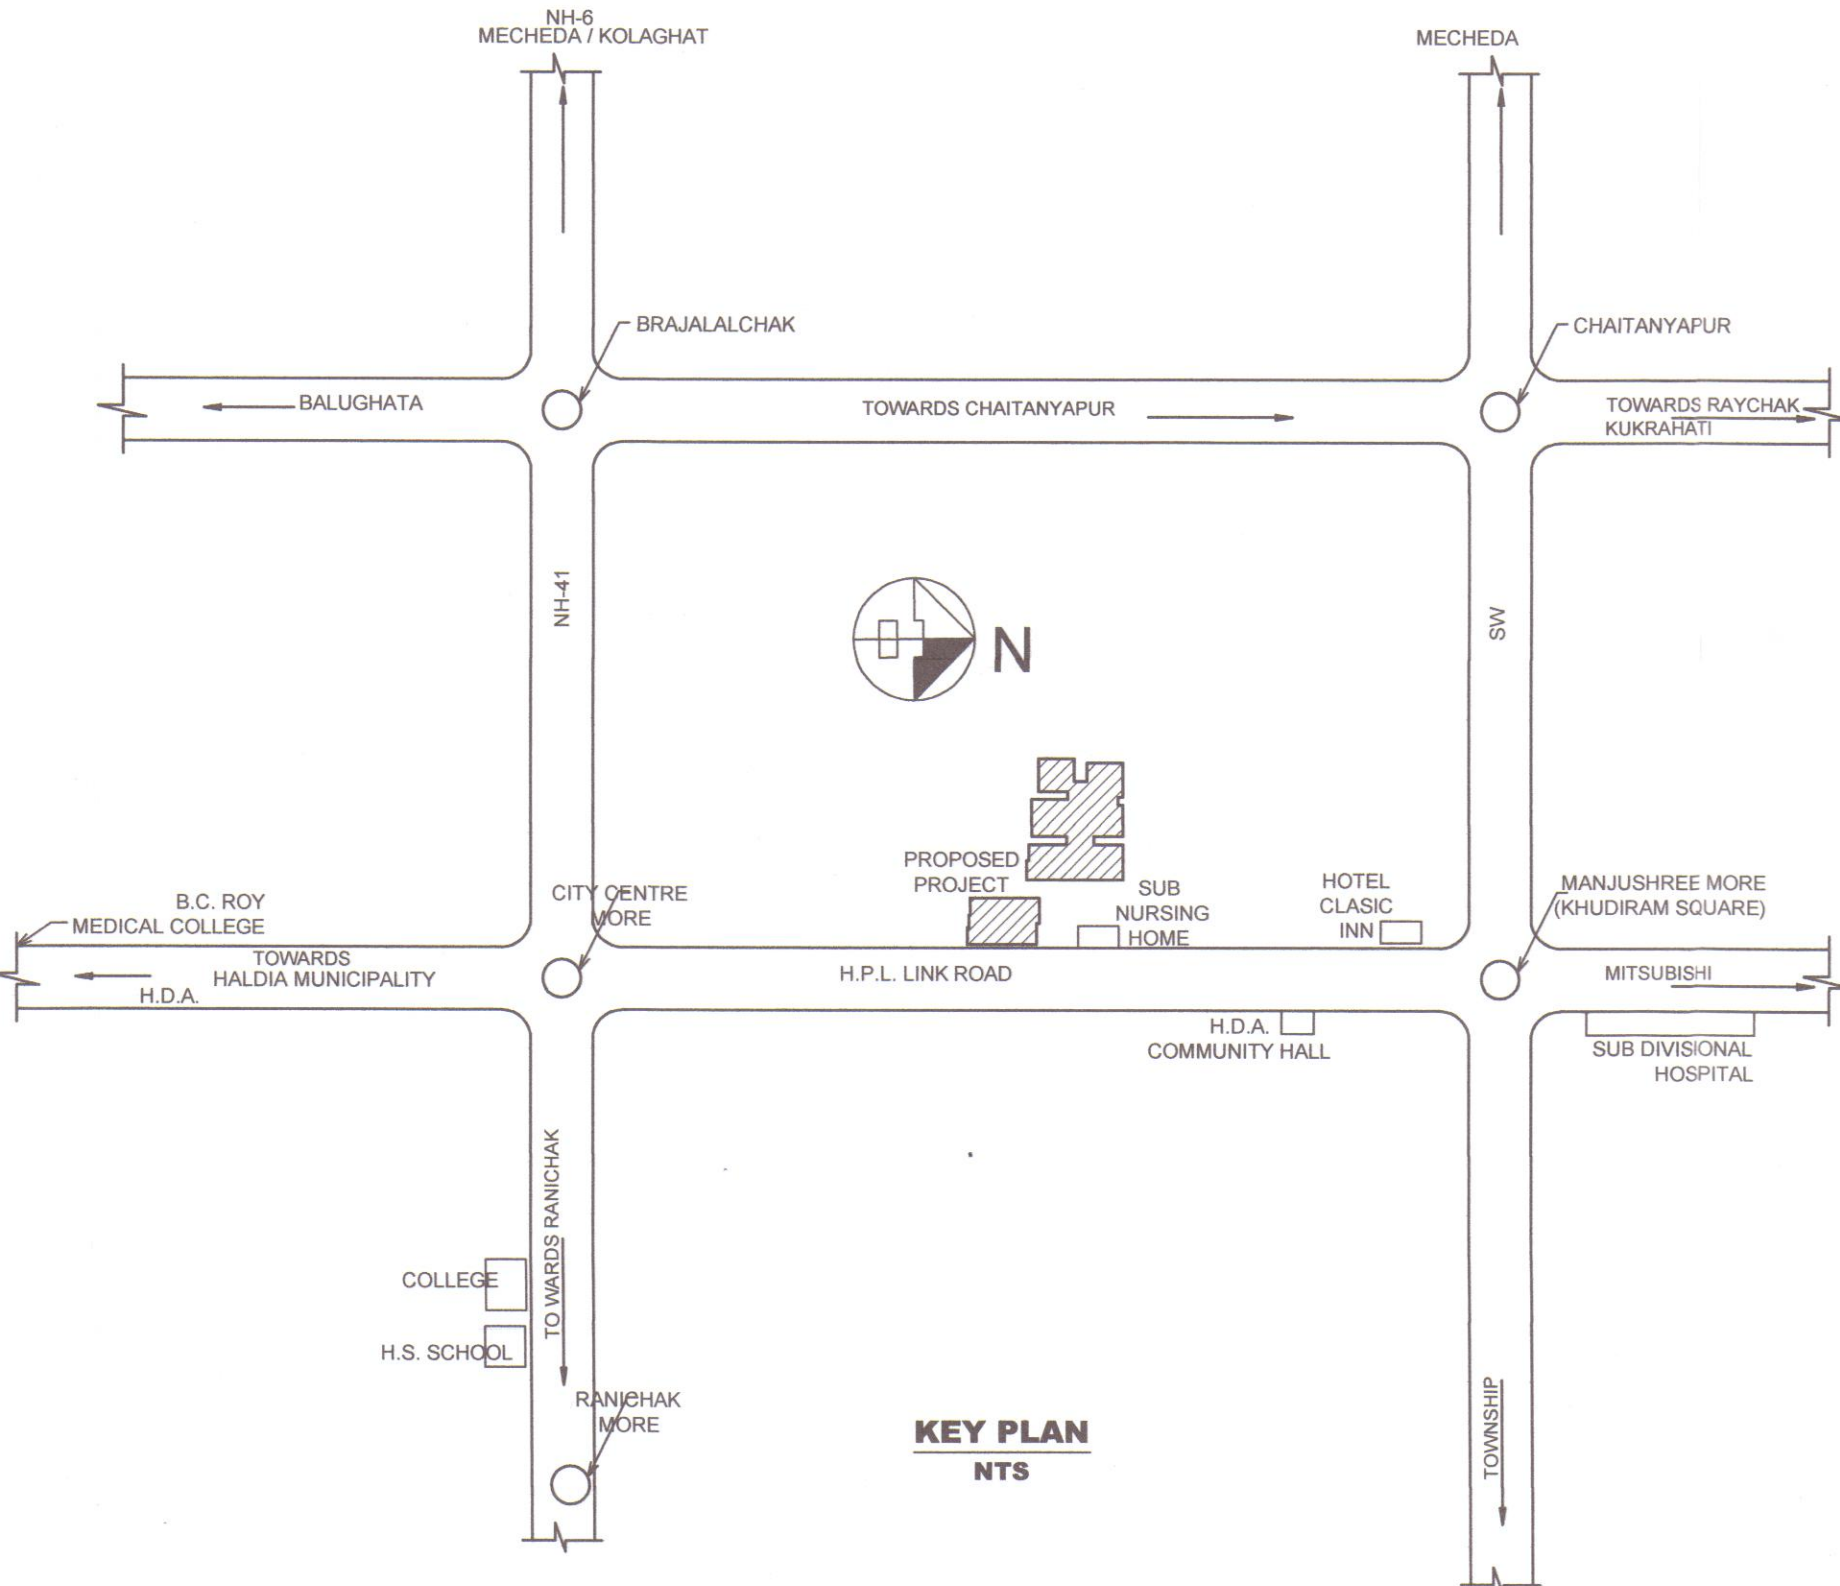 NH-6
MECHEDA / KOLAGHAT
MECHEDA
BRAJALALCHAK
CHAITANYAPUR
BALUGHATA
TOWARDS CHAITANYAPUR
TOWARDS RAYCHAK
KUKRAHATI
NH-41
SW
N
PROPOSED
PROJECT
SUB
NURSING
HOME
HOTEL
CLASIC
INN
MANJUSHREE MORE
(KHUDIRAM SQUARE)
B.C. ROY
MEDICAL COLLEGE
CITY CENTRE
MORE
TOWARDS
HALDIA MUNICIPALITY
H.D.A.
H.P.L. LINK ROAD
MITSUBISHI
H.D.A.
COMMUNITY HALL
SUB DIVISIONAL
HOSPITAL
TO WARDS RANICHAK
COLLEGE
H.S. SCHOOL
RANICHAK
MORE
TOWNSHIP
KEY PLAN
NTS